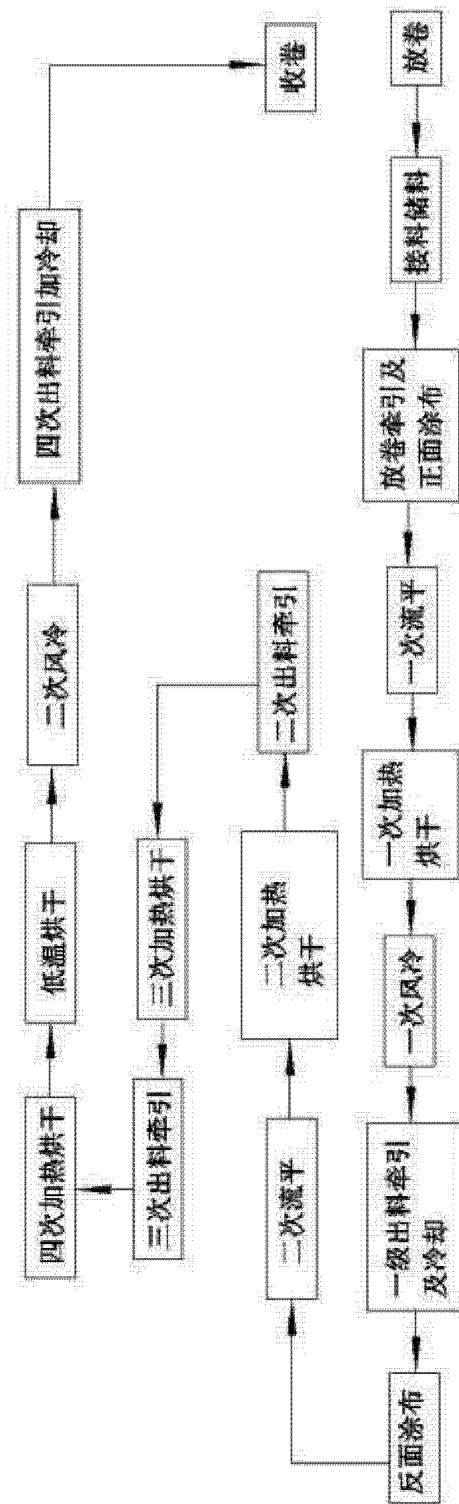 放卷
接料储料
放卷牵引及
正面涂布
一次流平
一次加热
烘干
一次风冷
一级出料牵引
及冷却
反面涂布
二次流平
二次加热
烘干
二次出料牵引
三次加热烘干
三次出料牵引
四次加热烘干
低温烘干
二次风冷
四次出料牵引加冷却
收卷